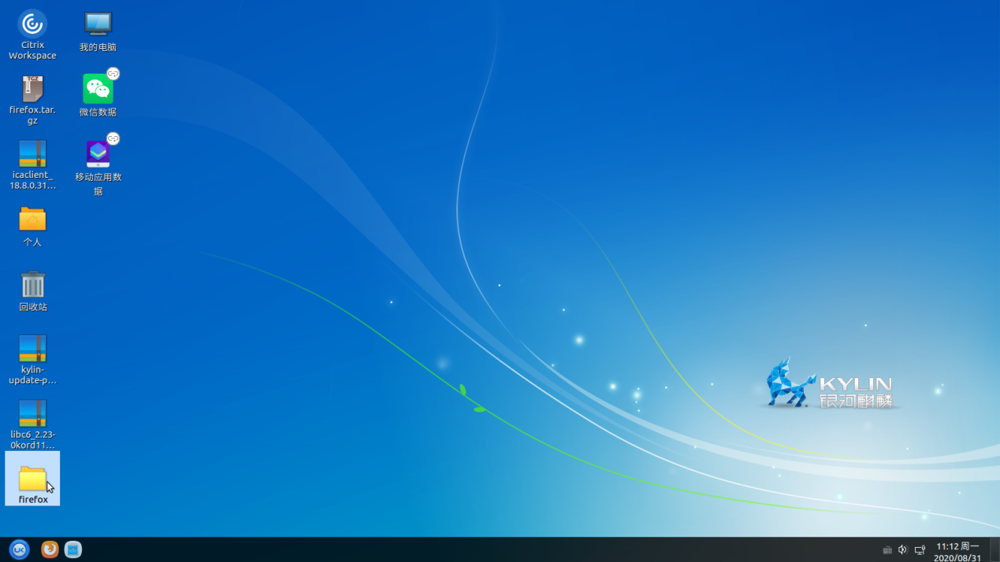 Citrix
Workspace
我的电脑
TGZ
firefox.tar.
gz
微信数据
icaclient_
18.8.0.31...
移动应用数
据
个人
回收站
kylin-
update-p...
libc6_2.23-
0kord11...
firefox
KYLIN
银河麒麟
UK
11:12 周一
2020/08/31